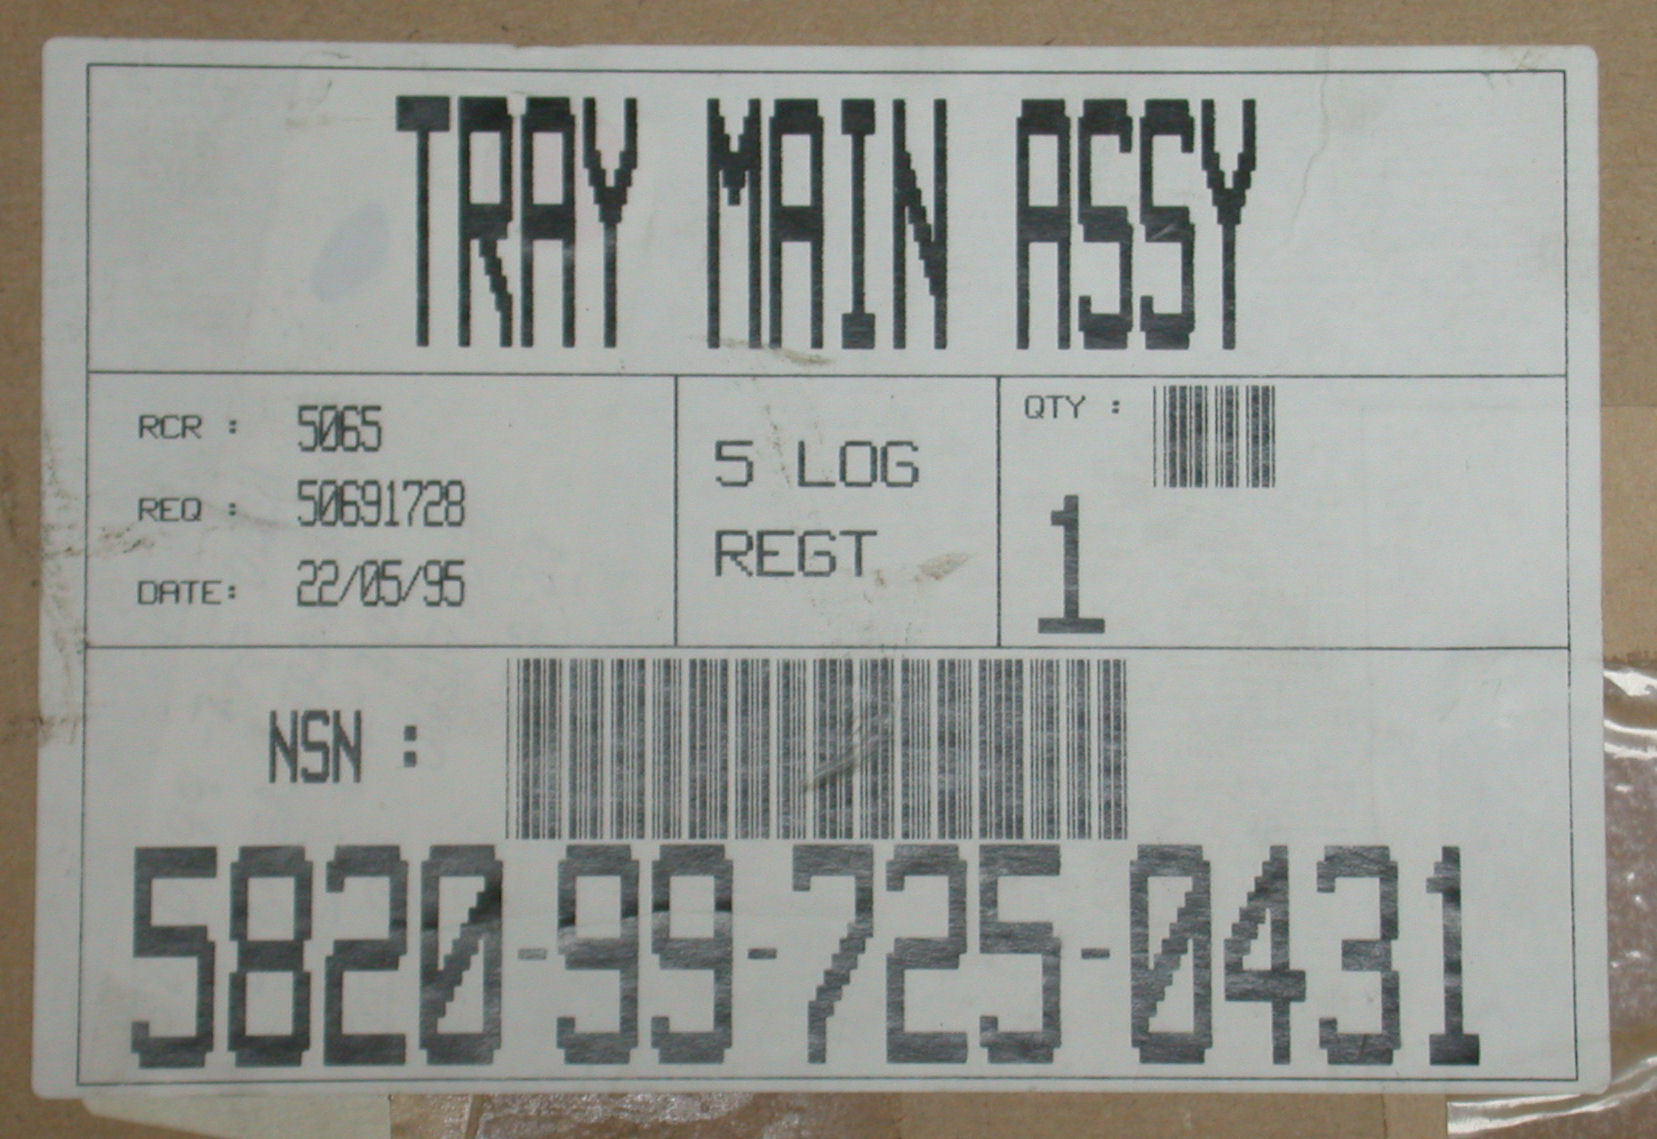 TRAY MAIN ASSY
RCR : 5065
REQ : 50691728
DATE: 22/05/95
5 LOG
REGT
QTY :
1
NSN :
5820-99-725-0431